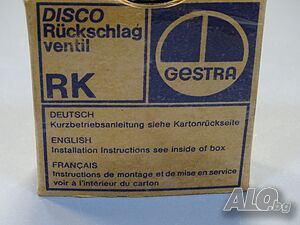 DISCO
Rückschlag
ventil
RK
GESTRA
DEUTSCH
Kurzbetriebsanleitung siehe Kartonrückseite
ENGLISH
Installation Instructions see inside of box
FRANÇAIS
Instructions de montage et de mise en service
voir à l'intérieur du carton
ALO.bg